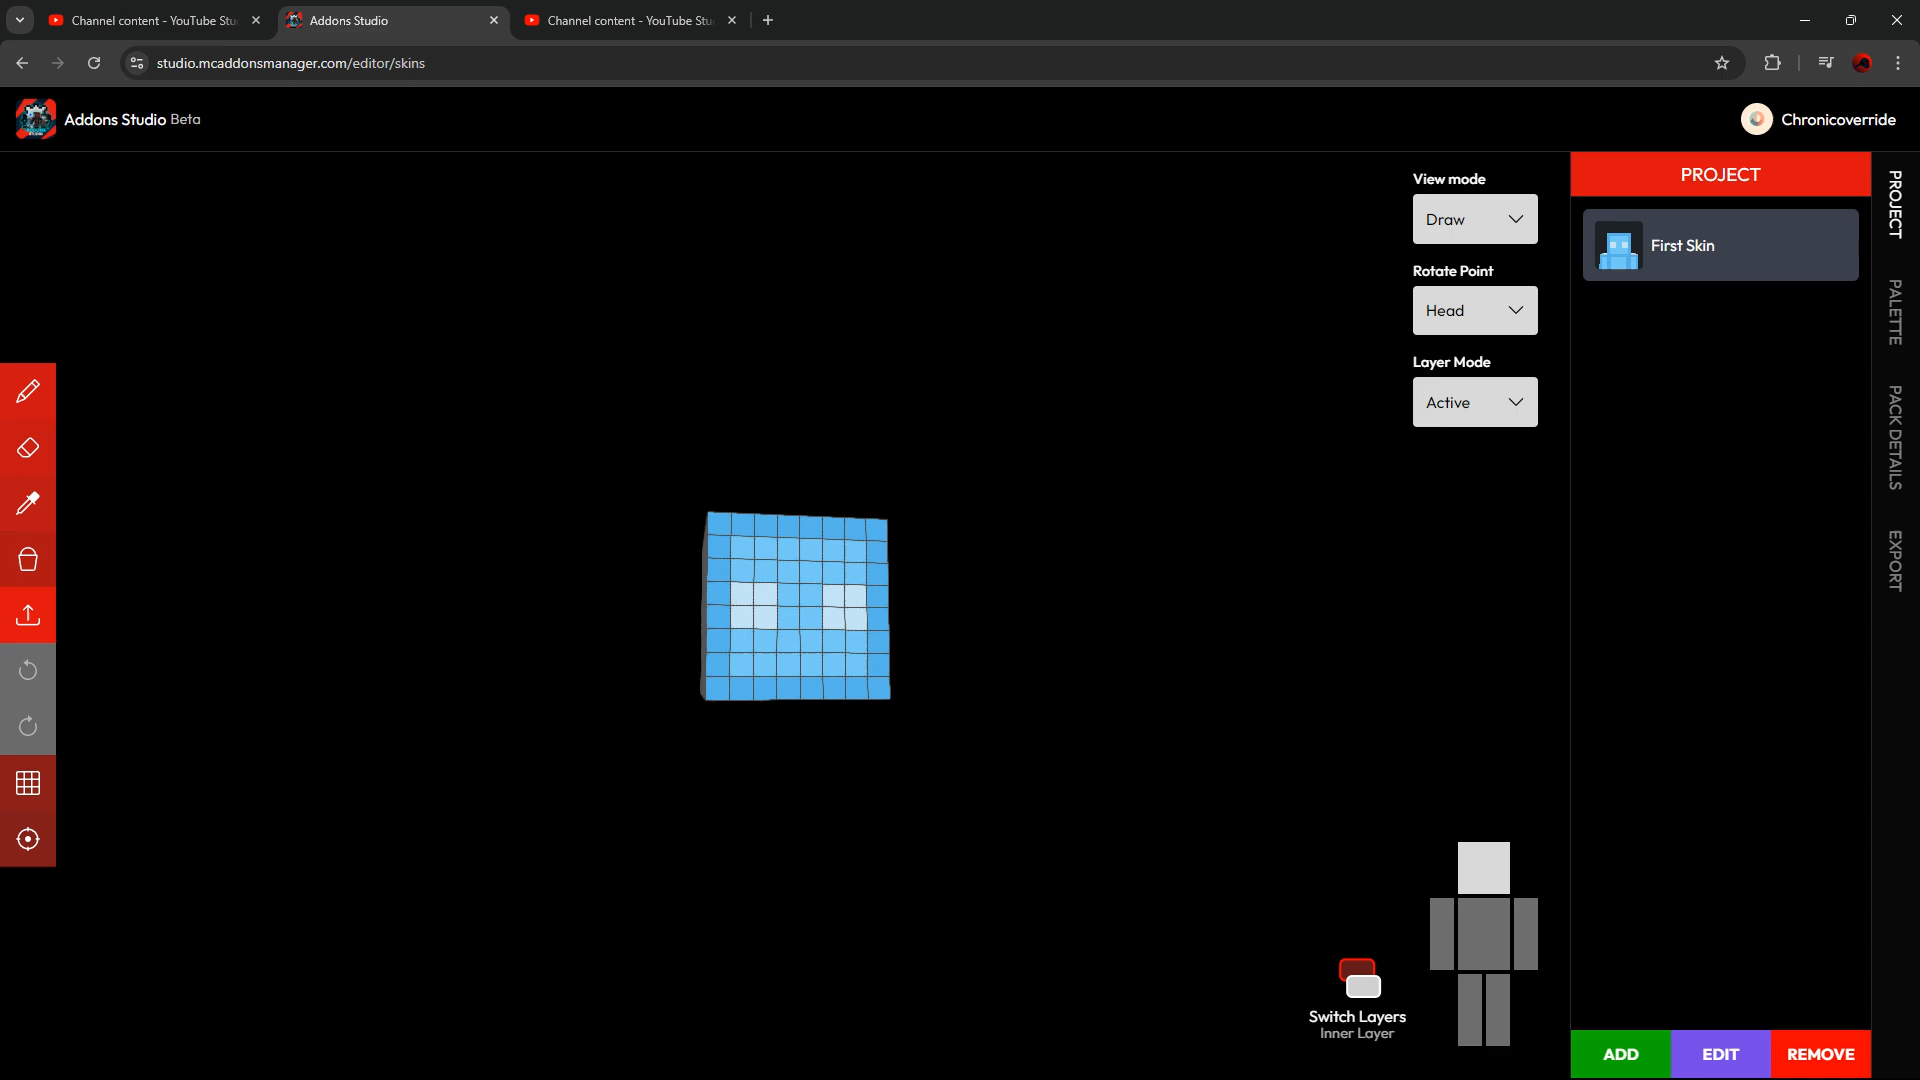 Channel content - YouTube Stu
Addons Studio
Channel content - YouTube Stu
studio.mcaddonsmanager.com/editor/skins
Addons Studio Beta
Chronicoverride
View mode
Draw
Rotate Point
Head
Layer Mode
Active
PROJECT
First Skin
PROJECT
PALETTE
PACK DETAILS
EXPORT
Switch Layers
Inner Layer
ADD
EDIT
REMOVE